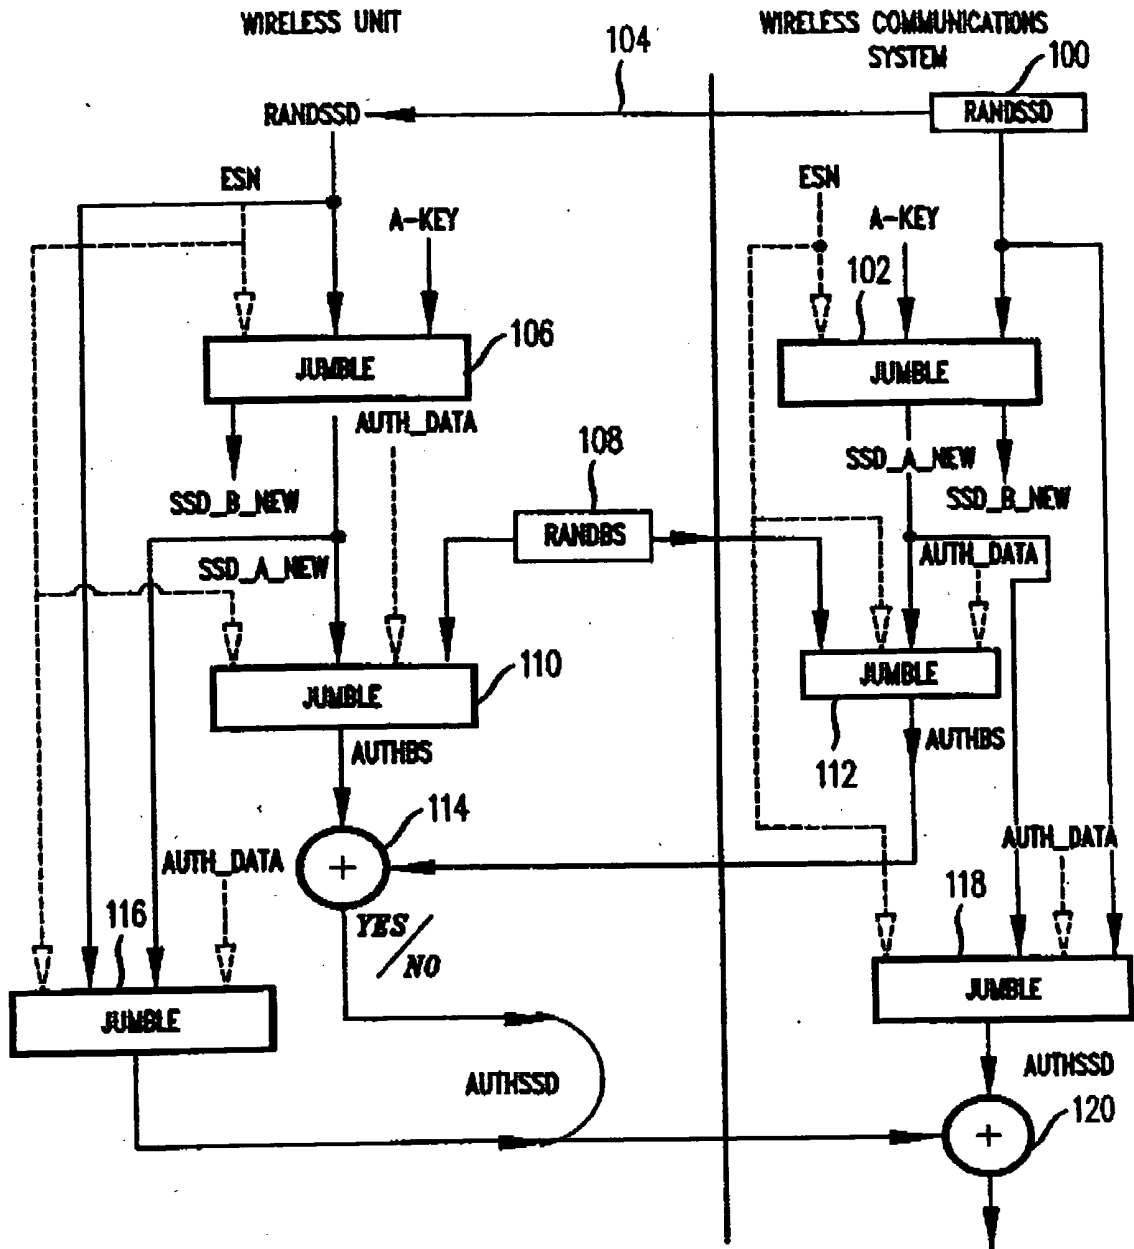 WIRELESS UNIT
WIRELESS COMMUNICATIONS
SYSTEM
104
100
RANDSSD
RANDSSD
ESN
ESN
A-KEY
A-KEY
102
106
JUMBLE
JUMBLE
AUTH_DATA
108
SSD_A_NEW
SSD_B_NEW
SSD_B_NEW
RANDBS
SSD_A_NEW
AUTH_DATA
110
JUMBLE
JUMBLE
AUTHBS
AUTHBS
112
114
+
AUTH_DATA
AUTH_DATA
116
118
YES
NO
JUMBLE
JUMBLE
AUTHSSD
AUTHSSD
120
+